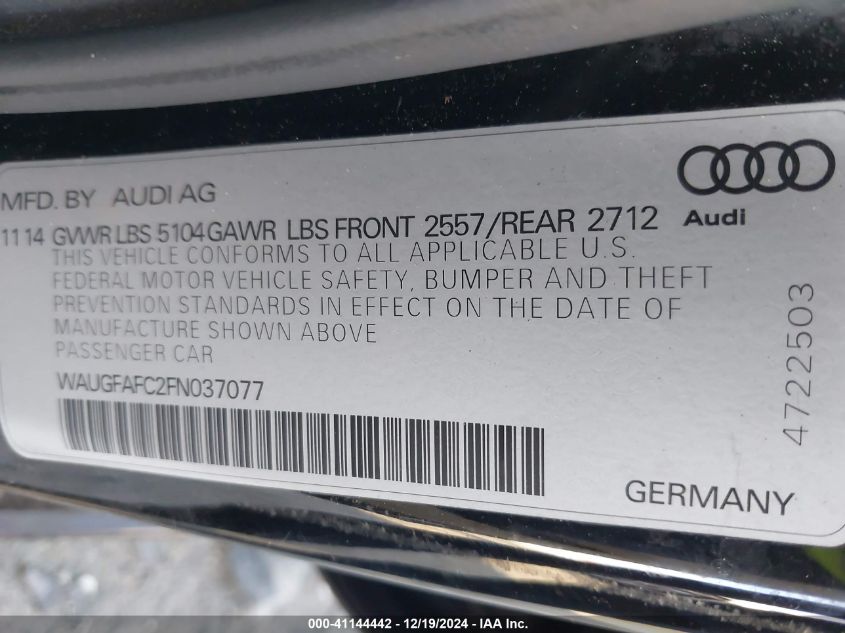 MFD. BY AUDI AG
Audi
11 14 GVWR LBS 5104 GAWR LBS FRONT 2557/REAR 2712
THIS VEHICLE CONFORMS TO ALL APPLICABLE U.S.
FEDERAL MOTOR VEHICLE SAFETY, BUMPER AND THEFT
PREVENTION STANDARDS IN EFFECT ON THE DATE OF
MANUFACTURE SHOWN ABOVE
PASSENGER CAR
WAUGFAFC2FN037077
4722503
GERMANY
000-41144442 - 12/19/2024 - IAA Inc.